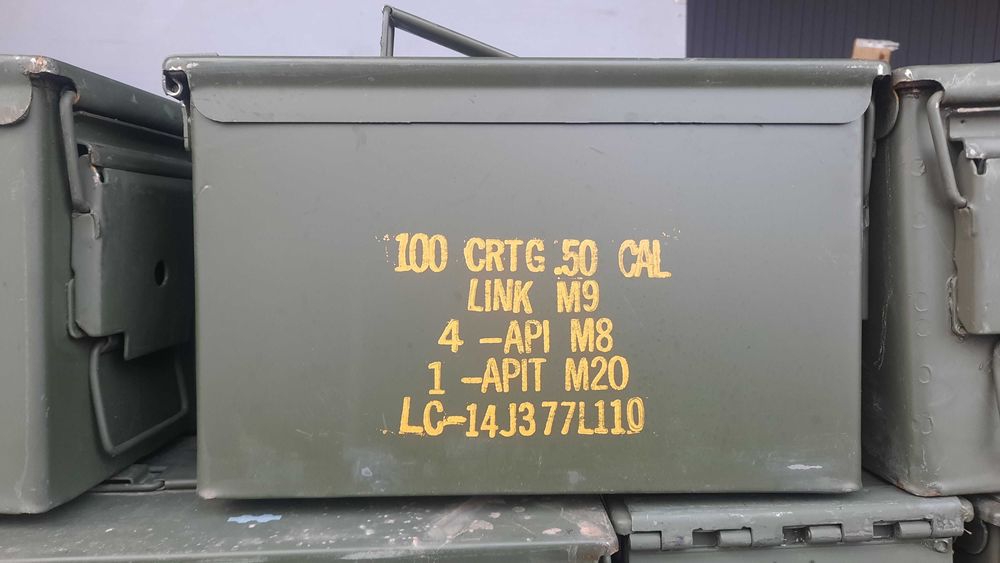 100 CRTG .50 CAL
LINK M9
4 -API M8
1 -APIT M20
LC-14J377L110